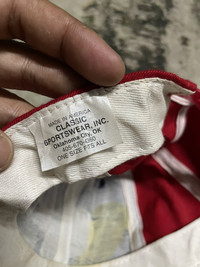 MADE IN AMERICA
CLASSIC
SPORTSWEAR, INC.
Oklahoma City, OK
ONE SIZE FITS ALL